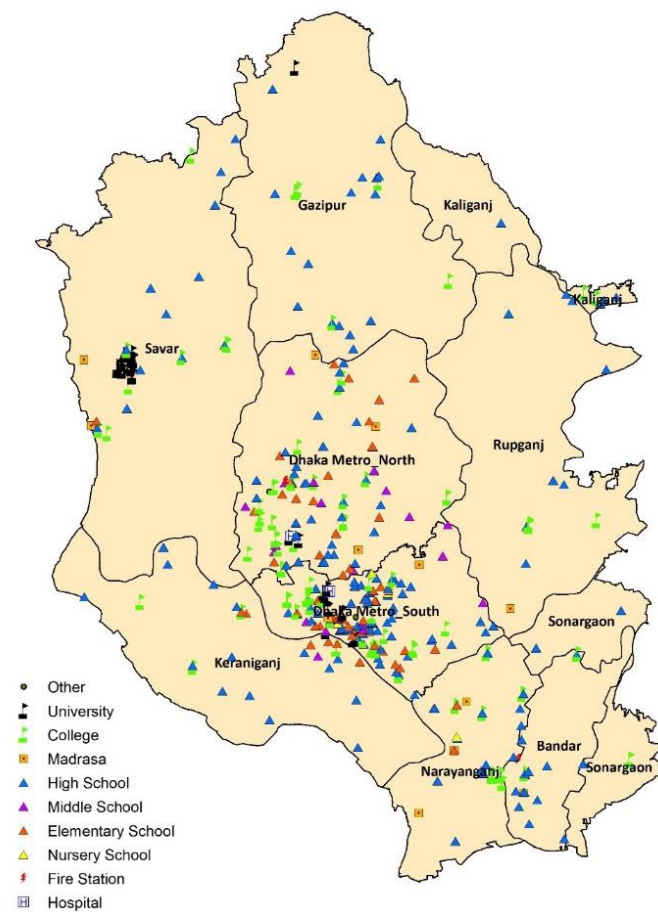 Gazipur
Kaliganj
Kaliganj
Savar
Rupganj
Dhaka Metro_North
Dhaka Metro_South
Sonargaon
Keraniganj
Bandar
Narayanganj
Sonargaon
Other
University
College
Madrasa
High School
Middle School
Elementary School
Nursery School
Fire Station
H Hospital